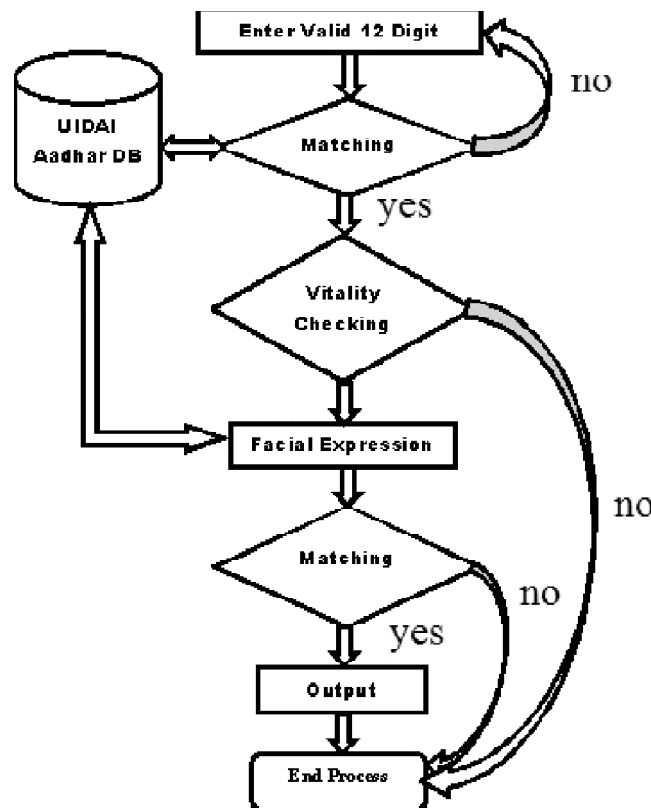 Enter Valid 12 Digit
no
UIDAI
Aadhar DB
Matching
yes
Vitality
Checking
Facial Expression
no
Matching
no
yes
Output
End Process